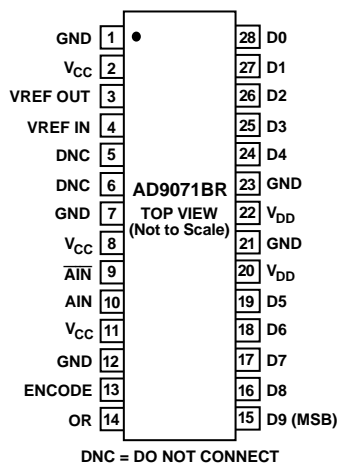 GND 1 28 D0
VCC 2 27 D1
VREF OUT 3 26 D2
VREF IN 4 25 D3
DNC 5 24 D4
DNC 6 23 GND
AD9071BR
GND 7 22 VDD
TOP VIEW
(Not to Scale)
VCC 8 21 GND
AIN 9 20 VDD
AIN 10 19 D5
VCC 11 18 D6
GND 12 17 D7
ENCODE 13 16 D8
OR 14 15 D9 (MSB)
DNC = DO NOT CONNECT